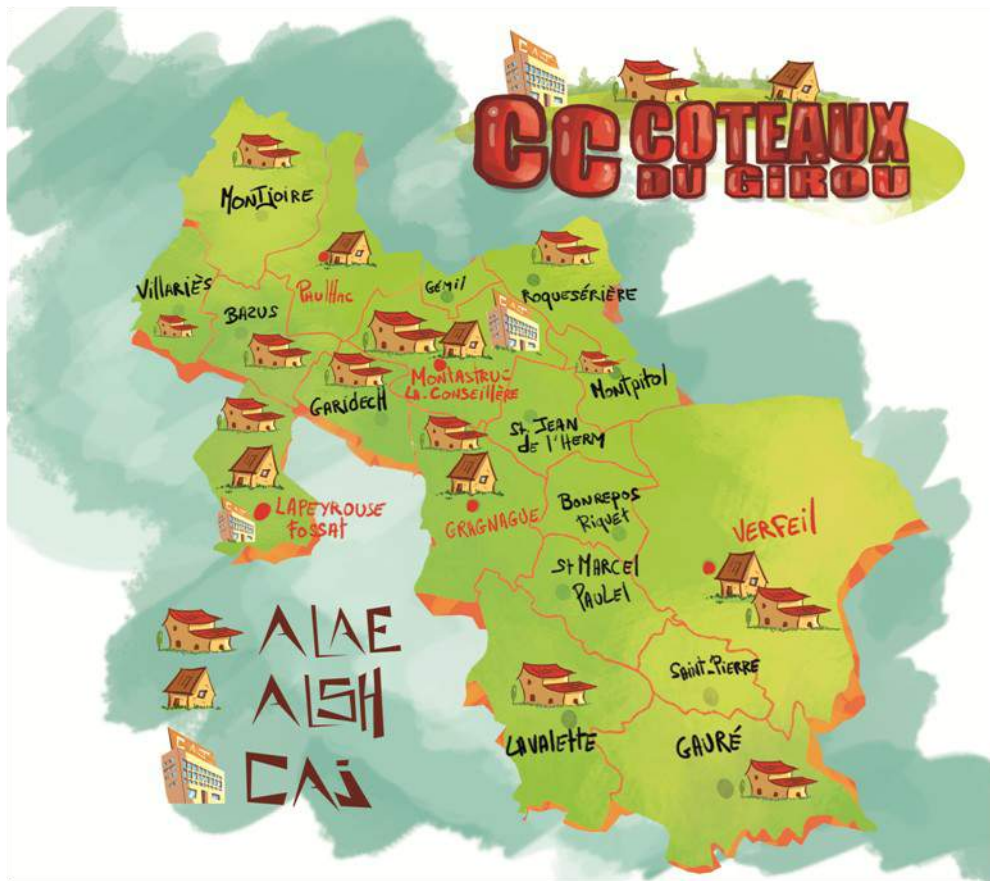 CAJ
CC COTEAUX
DU GIROU
MONTJOIRE
VILLARIÈS
BAZUS
PAULHAC
GÉMIL
ROQUESÉRIÈRE
CAJ
GARIDECH
MONTASTRUC
LA-CONSEILLÈRE
MONTPITOL
ST JEAN
de l'HERM
LAPEYROUSE
FOSSAT
GRAGNAGUE
BONREPOS
RIQUET
VERFEIL
St MARCEL
PAULEL
SAINT-PIERRE
LAVALETTE
GAURÉ
ALAE
ALSH
CAJ